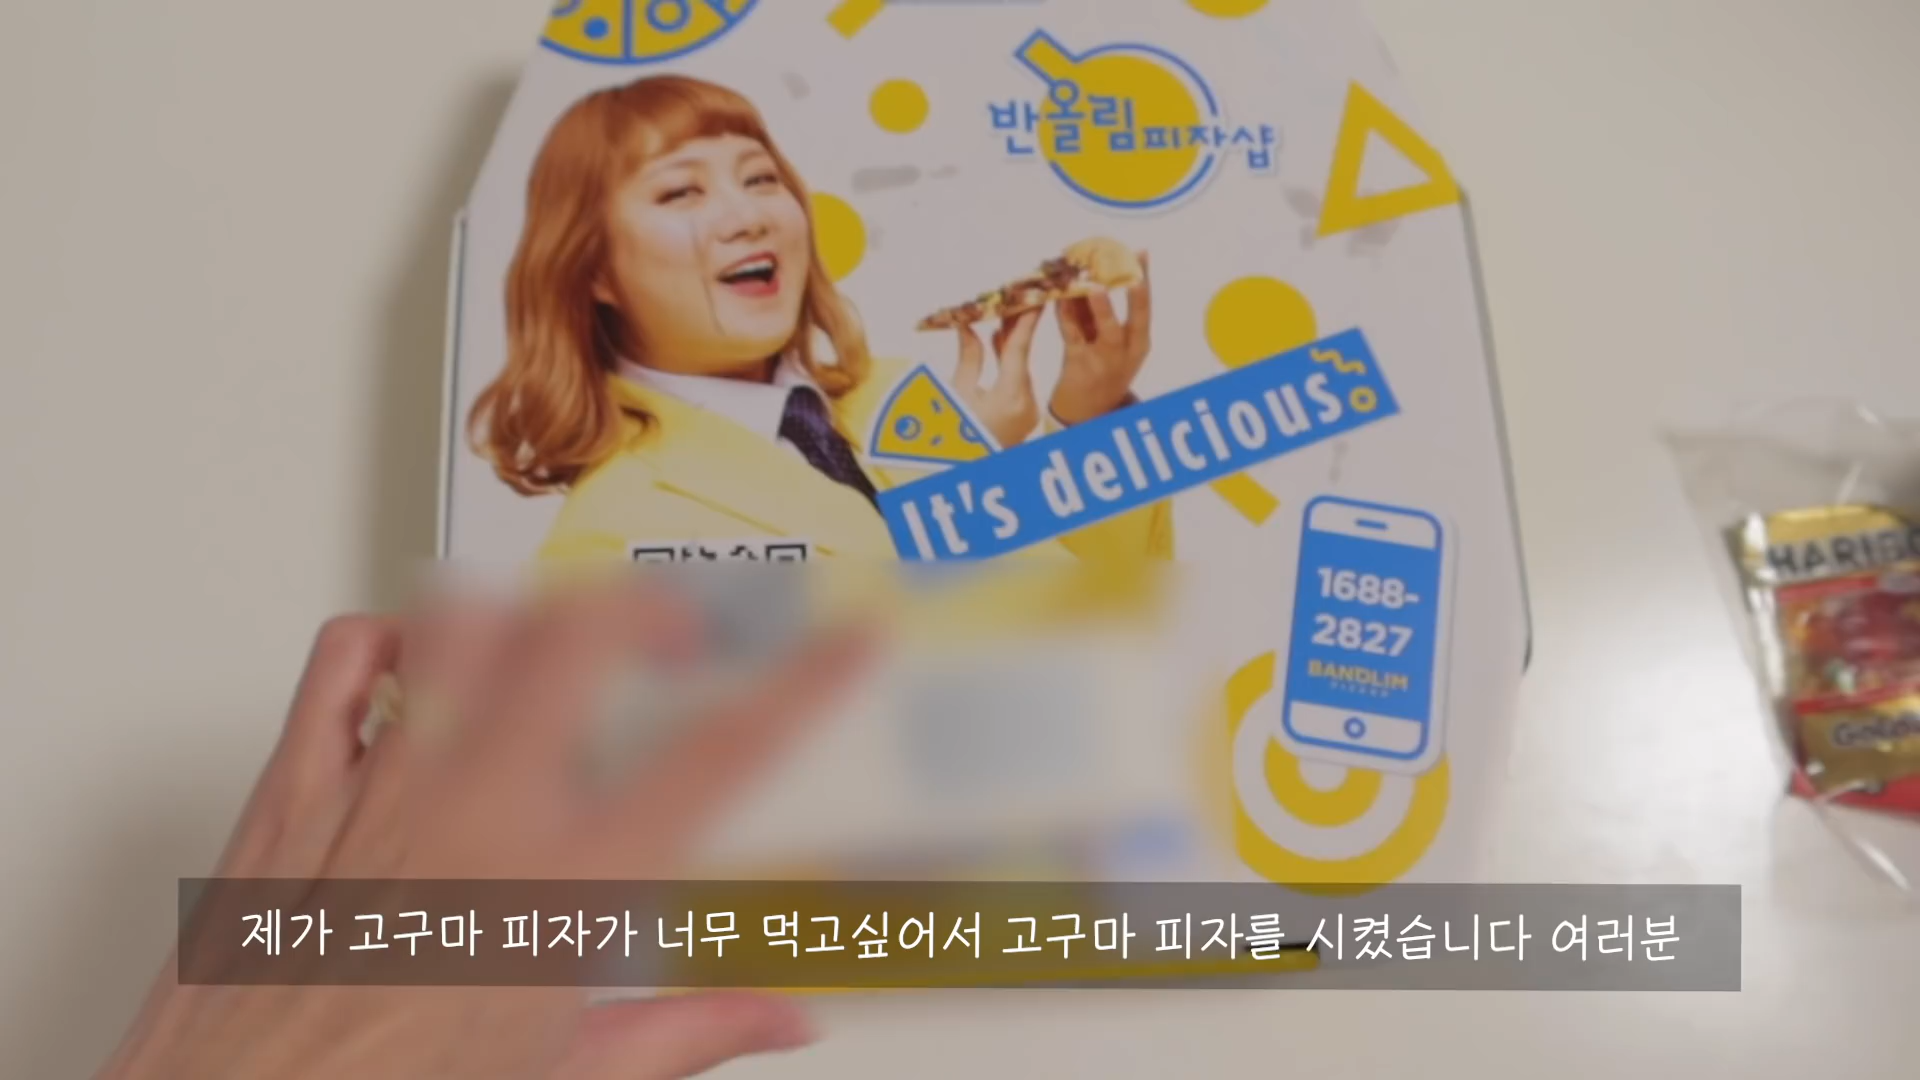 반올림피자샵
It's delicious
1688-
2827
BANOLIM
PIZZA
HARIBO
제가 고구마 피자가 너무 먹고싶어서 고구마 피자를 시켰습니다 여러분